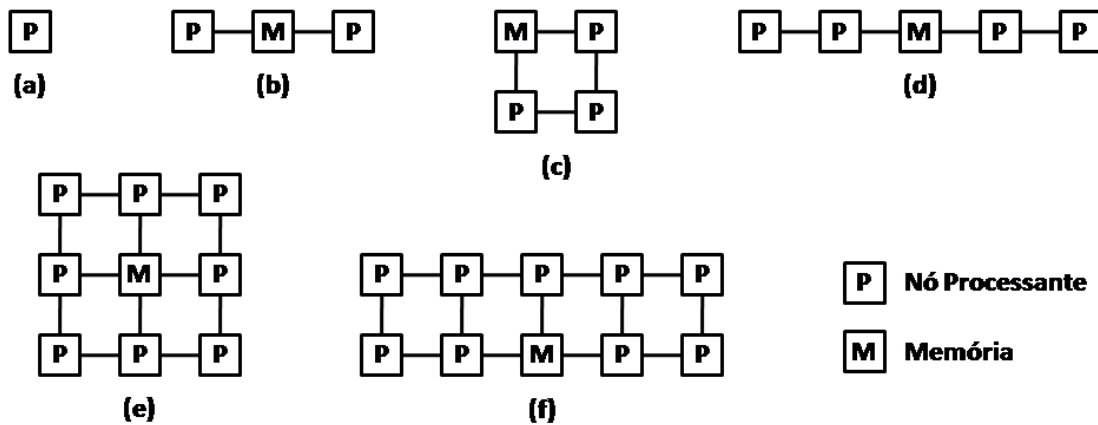 P P M P M P P P M P P
(a) (b) (d)
P P
(c)
P P P
P M P P P P P P P Nó Processante
P P P P P M P P M Memória
(e) (f)